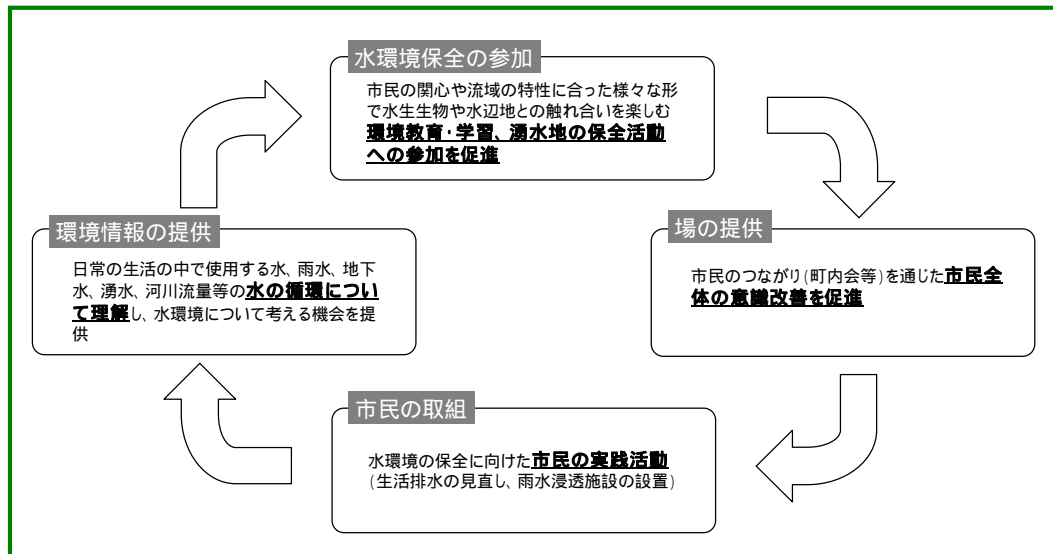 水環境保全の参加
市民の関心や流域の特性に合った様々な形
で水生生物や水辺地との触れ合いを楽しむ
環境教育・学習、湧水地の保全活動
への参加を促進
環境情報の提供
日常の生活の中で使用する水、雨水、地下
水、湧水、河川流量等の水の循環につい
て理解し、水環境について考える機会を提
供
場の提供
市民のつながり(町内会等)を通じた市民全
体の意識改善を促進
市民の取組
水環境の保全に向けた市民の実践活動
(生活排水の見直し、雨水浸透施設の設置)